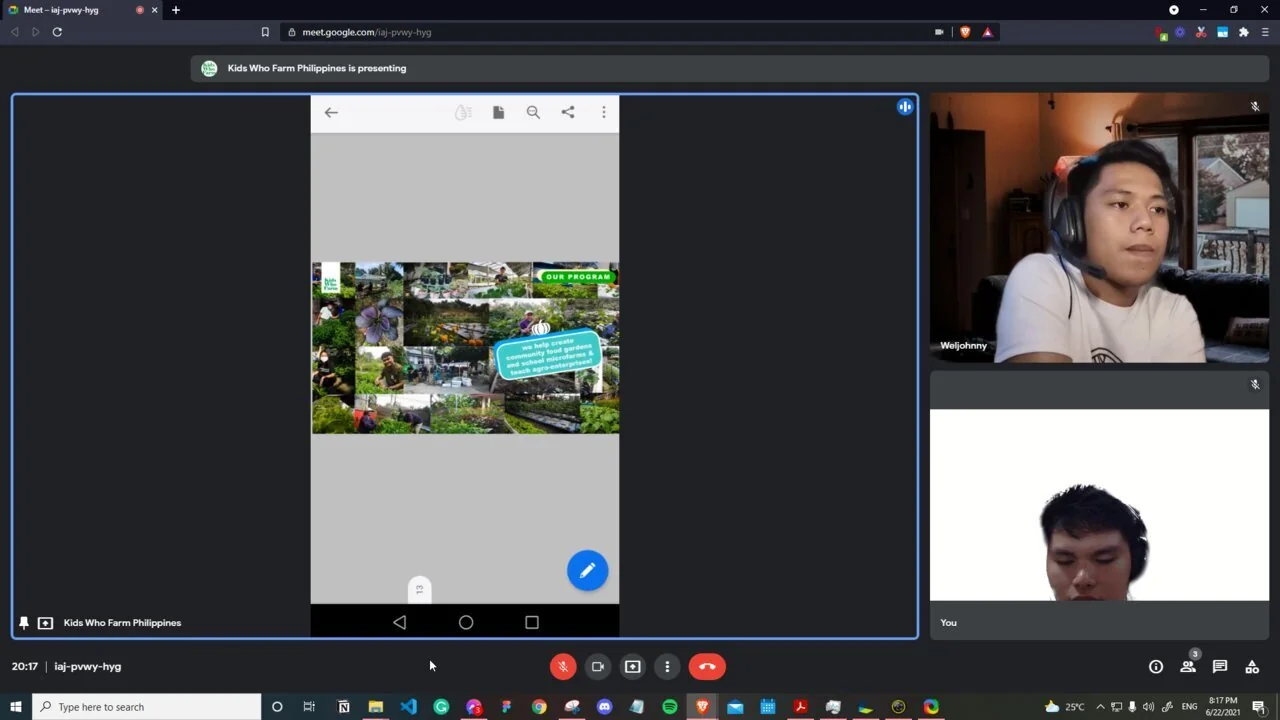 Meet – iaj-pvwy-hyg
meet.google.com/iaj-pvwy-hyg
Kids Who Farm Philippines is presenting
Kids
Who
Farm
OUR PROGRAM
we help create
community food gardens
and school microfarms &
teach agro-enterprises!
13
Kids Who Farm Philippines
Weljohnny
You
20:17 | iaj-pvwy-hyg
3
Type here to search
25°C
ENG
8:17 PM
6/22/2021